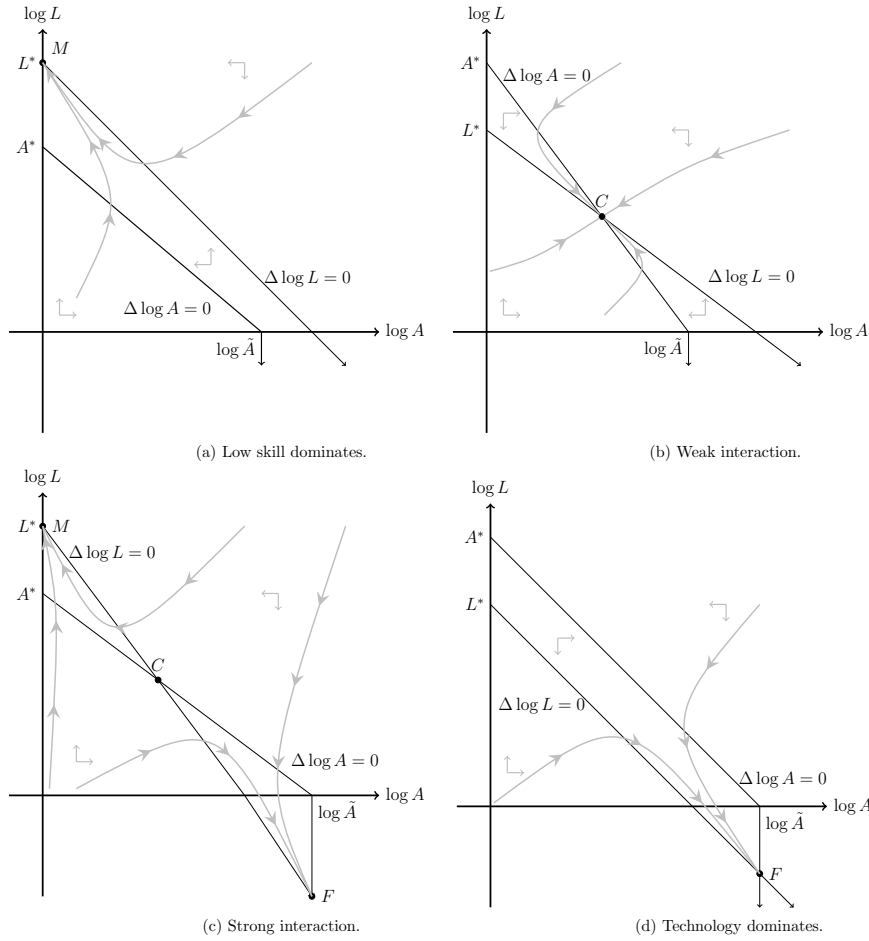 log L
L* M
A*
Δ log L = 0
Δ log A = 0
log A
log Ã
(a) Low skill dominates.
log L
A*
Δ log A = 0
L*
C
Δ log L = 0
log A
log Ã
(b) Weak interaction.
log L
L* M
Δ log L = 0
A*
C
Δ log A = 0
log A
log Ã
F
(c) Strong interaction.
log L
A*
L*
Δ log L = 0
Δ log A = 0
log A
log Ã
F
(d) Technology dominates.